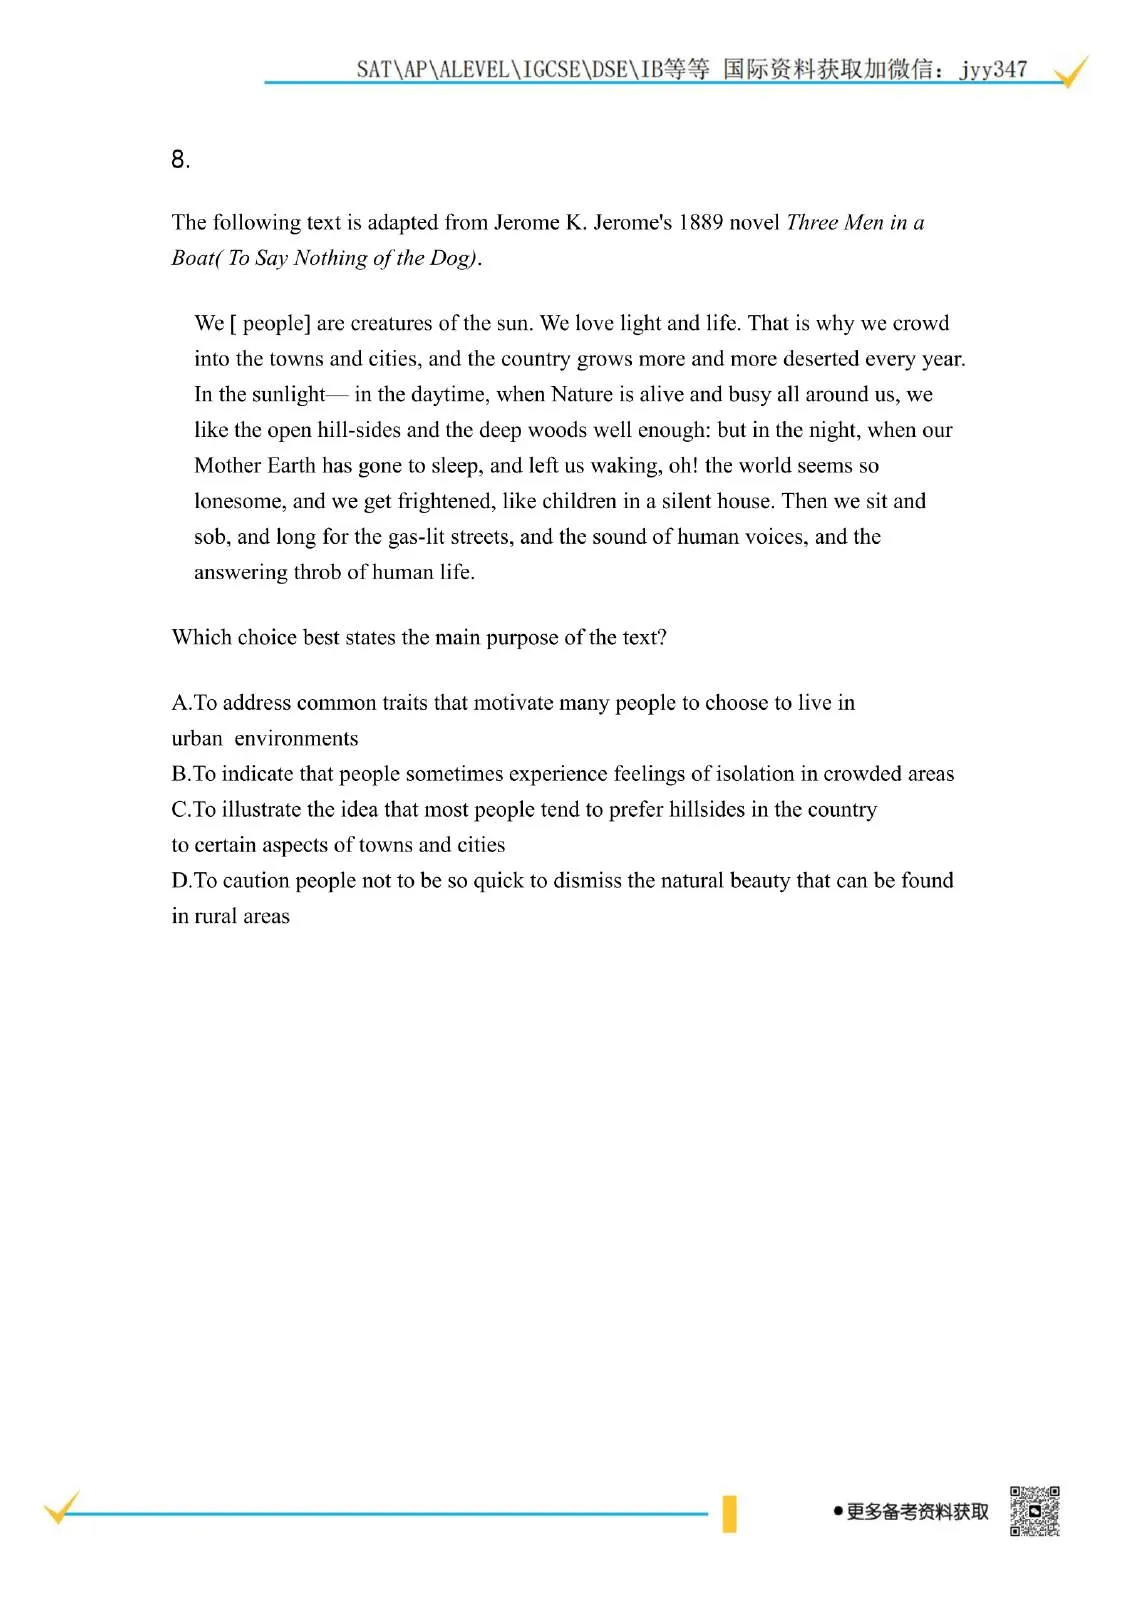 SAT\AP\ALEVEL\IGCSE\DSE\IB等等 国际资料获取加微信：jyy347
8.
The following text is adapted from Jerome K. Jerome's 1889 novel Three Men in a
Boat( To Say Nothing of the Dog).
We [ people] are creatures of the sun. We love light and life. That is why we crowd
into the towns and cities, and the country grows more and more deserted every year.
In the sunlight— in the daytime, when Nature is alive and busy all around us, we
like the open hill-sides and the deep woods well enough: but in the night, when our
Mother Earth has gone to sleep, and left us waking, oh! the world seems so
lonesome, and we get frightened, like children in a silent house. Then we sit and
sob, and long for the gas-lit streets, and the sound of human voices, and the
answering throb of human life.
Which choice best states the main purpose of the text?
A.To address common traits that motivate many people to choose to live in
urban  environments
B.To indicate that people sometimes experience feelings of isolation in crowded areas
C.To illustrate the idea that most people tend to prefer hillsides in the country
to certain aspects of towns and cities
D.To caution people not to be so quick to dismiss the natural beauty that can be found
in rural areas
●更多备考资料获取